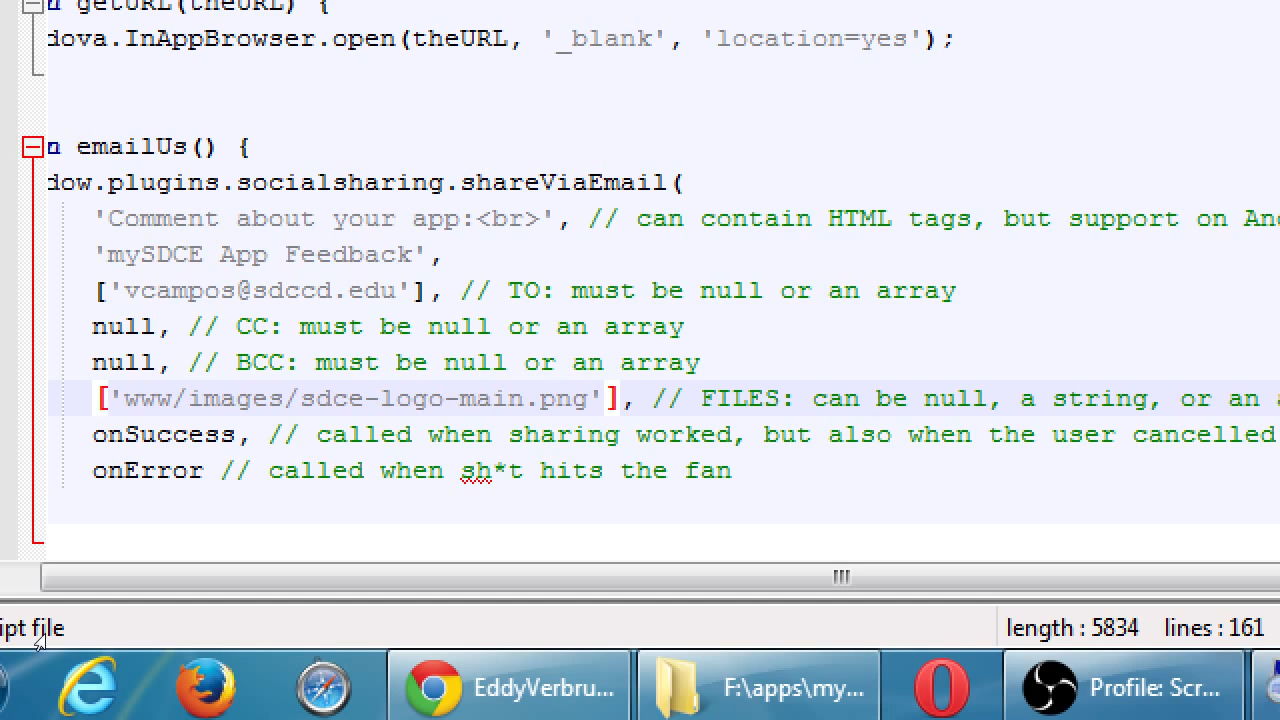 n getURL(theURL) {
dova.InAppBrowser.open(theURL, '_blank', 'location=yes');
n emailUs() {
dow.plugins.socialsharing.shareViaEmail(
'Comment about your app:<br>', // can contain HTML tags, but support on And
'mySDCE App Feedback',
['vcampos@sdccd.edu'], // TO: must be null or an array
null, // CC: must be null or an array
null, // BCC: must be null or an array
['www/images/sdce-logo-main.png'], // FILES: can be null, a string, or an a
onSuccess, // called when sharing worked, but also when the user cancelled
onError // called when sh*t hits the fan
ipt file length : 5834 lines : 161
EddyVerbru... F:\apps\my... Profile: Scr...